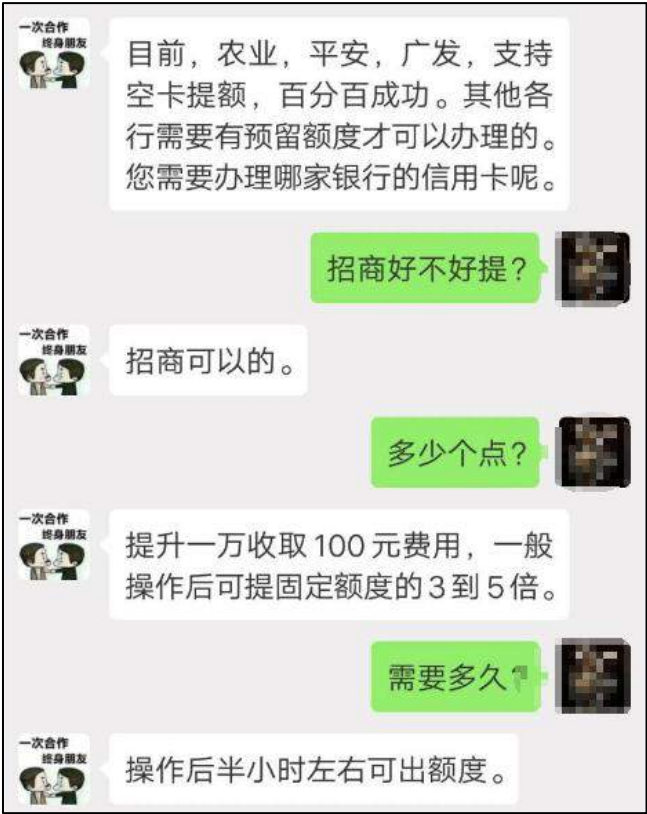 一次合作
终身朋友
目前，农业，平安，广发，支持
空卡提额，百分百成功。其他各
行需要有预留额度才可以办理的。
您需要办理哪家银行的信用卡呢。
招商好不好提？
一次合作
终身朋友
招商可以的。
多少个点？
一次合作
终身朋友
提升一万收取100元费用，一般
操作后可提固定额度的3到5倍。
需要多久？
一次合作
终身朋友
操作后半小时左右可出额度。